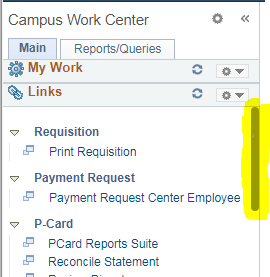 Campus Work Center
Main
Reports/Queries
My Work
Links
Requisition
Print Requisition
Payment Request
Payment Request Center Employee
P-Card
PCard Reports Suite
Reconcile Statement